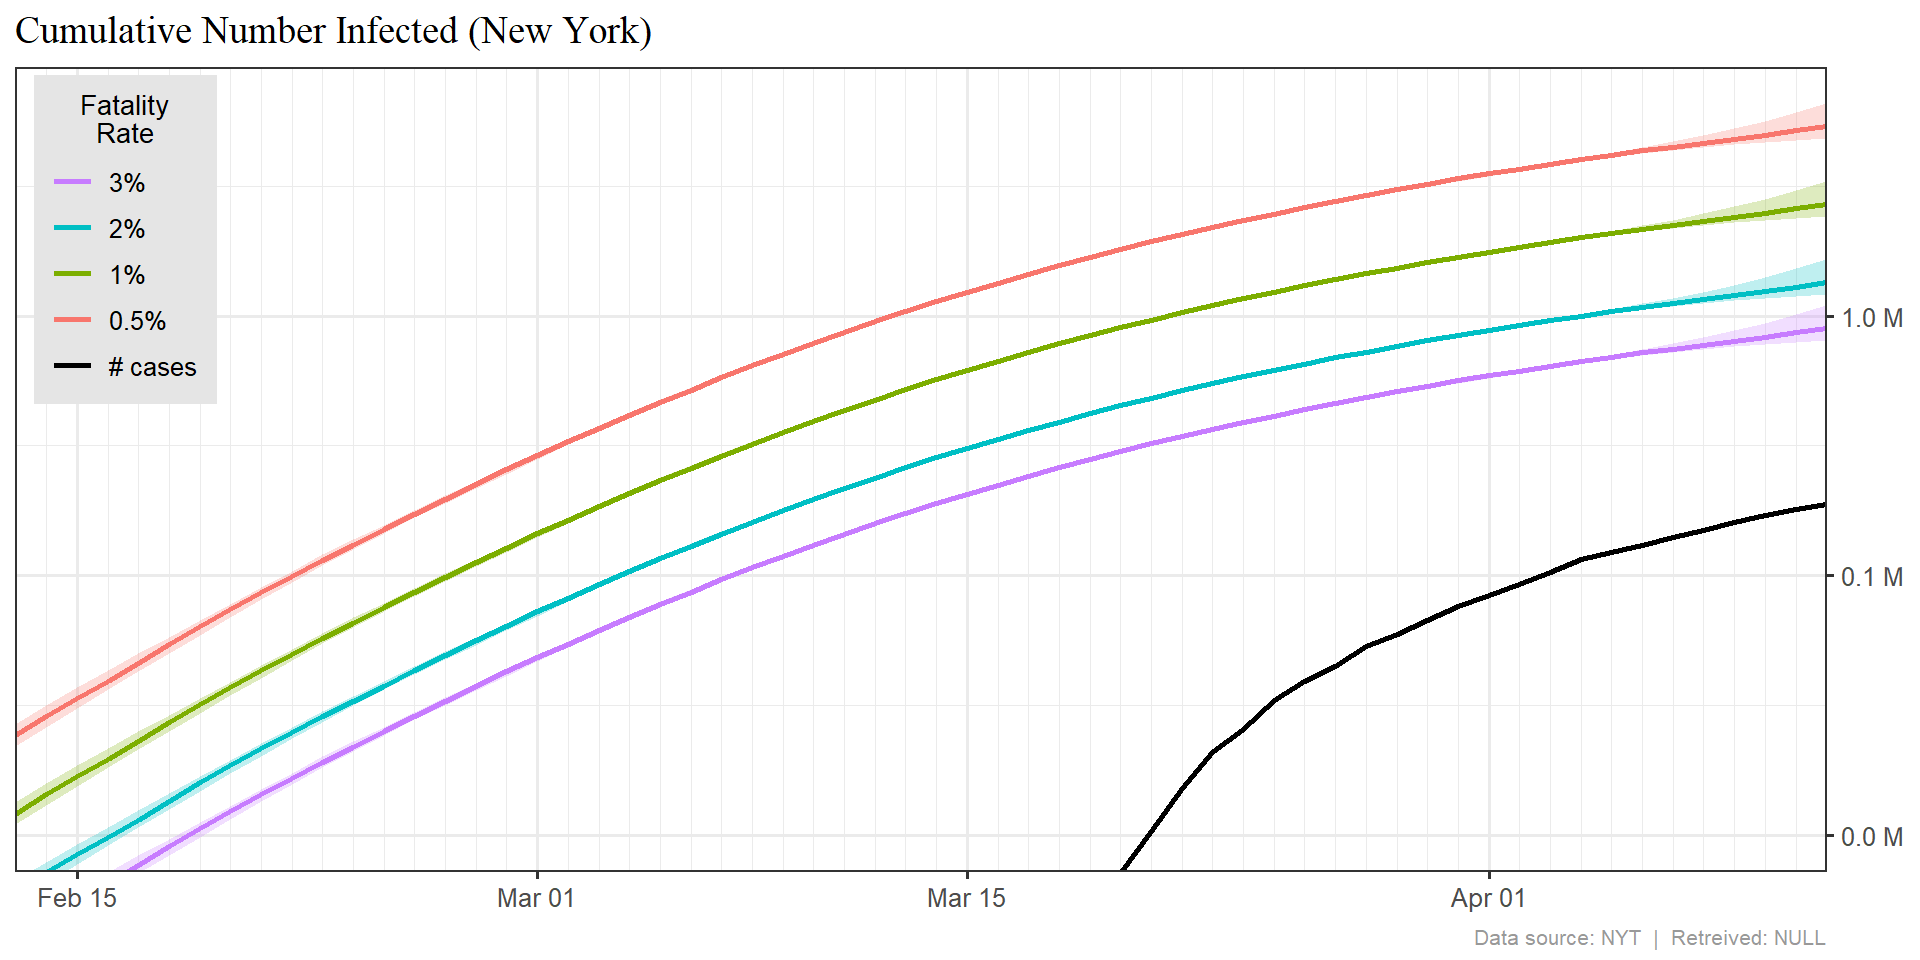 Cumulative Number Infected (New York)
Fatality
Rate
3%
2%
1%
0.5%
# cases
1.0 M
0.1 M
0.0 M
Feb 15
Mar 01
Mar 15
Apr 01
Data source: NYT | Retreived: NULL